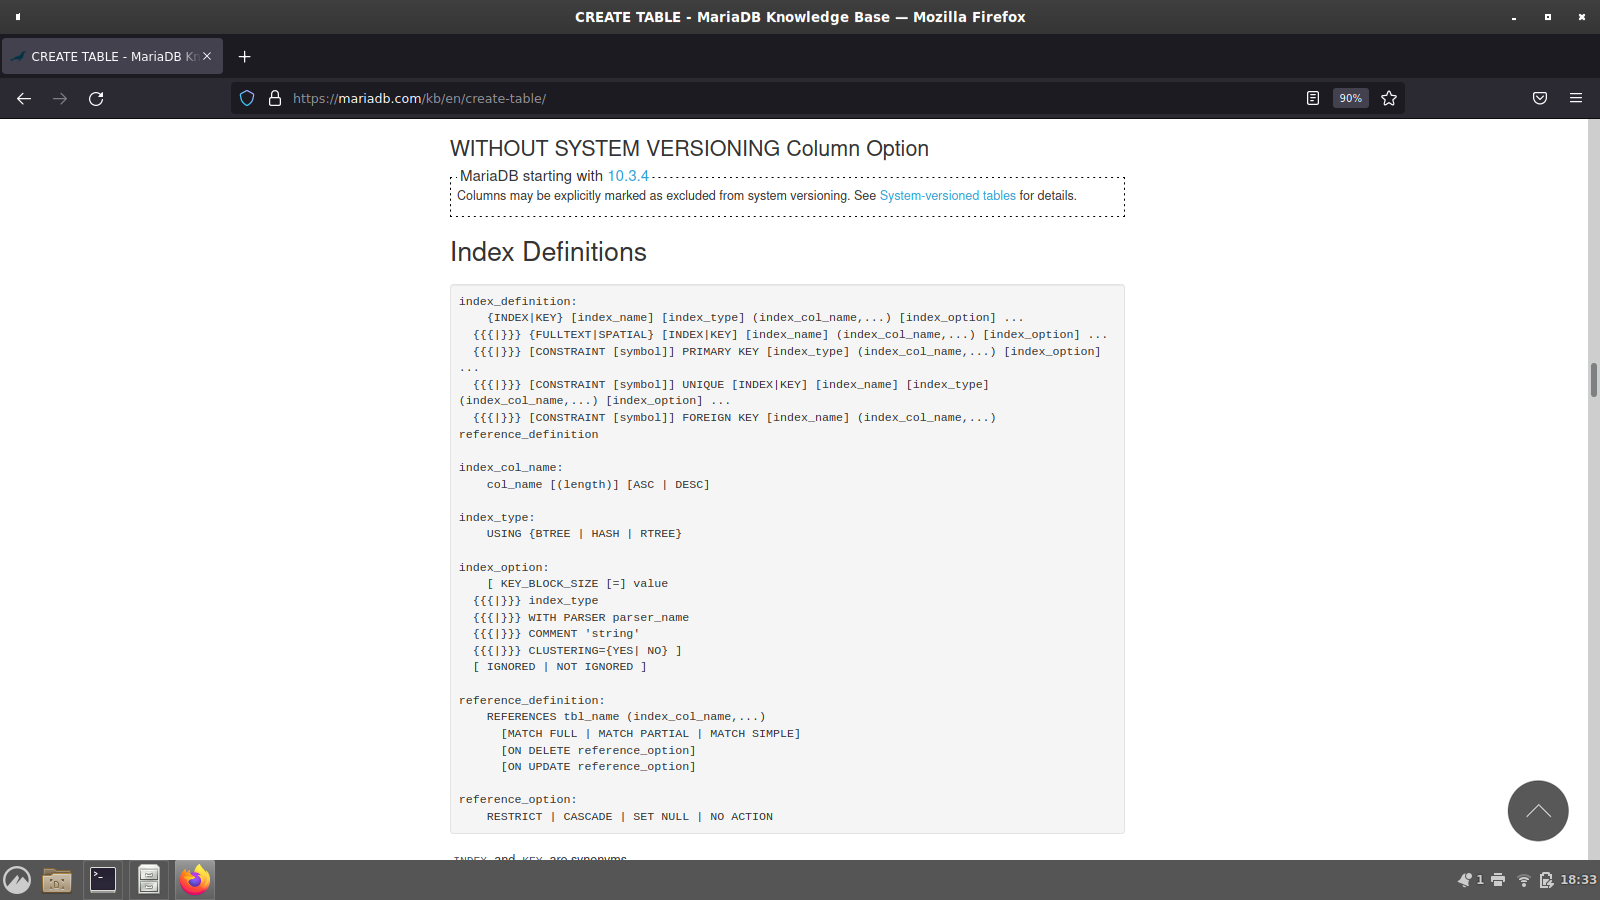 CREATE TABLE - MariaDB Knowledge Base — Mozilla Firefox
CREATE TABLE - MariaDB Kn
https://mariadb.com/kb/en/create-table/
90%
WITHOUT SYSTEM VERSIONING Column Option
MariaDB starting with 10.3.4
Columns may be explicitly marked as excluded from system versioning. See System-versioned tables for details.
Index Definitions
index_definition:
    {INDEX|KEY} [index_name] [index_type] (index_col_name,...) [index_option] ...
  {{{|}}} {FULLTEXT|SPATIAL} [INDEX|KEY] [index_name] (index_col_name,...) [index_option] ...
  {{{|}}} [CONSTRAINT [symbol]] PRIMARY KEY [index_type] (index_col_name,...) [index_option]
...
  {{{|}}} [CONSTRAINT [symbol]] UNIQUE [INDEX|KEY] [index_name] [index_type]
(index_col_name,...) [index_option] ...
  {{{|}}} [CONSTRAINT [symbol]] FOREIGN KEY [index_name] (index_col_name,...)
reference_definition
index_col_name:
    col_name [(length)] [ASC | DESC]
index_type:
    USING {BTREE | HASH | RTREE}
index_option:
    [ KEY_BLOCK_SIZE [=] value
  {{{|}}} index_type
  {{{|}}} WITH PARSER parser_name
  {{{|}}} COMMENT 'string'
  {{{|}}} CLUSTERING={YES| NO} ]
  [ IGNORED | NOT IGNORED ]
reference_definition:
    REFERENCES tbl_name (index_col_name,...)
      [MATCH FULL | MATCH PARTIAL | MATCH SIMPLE]
      [ON DELETE reference_option]
      [ON UPDATE reference_option]
reference_option:
    RESTRICT | CASCADE | SET NULL | NO ACTION
INDEX and KEY are synonyms
1
18:33